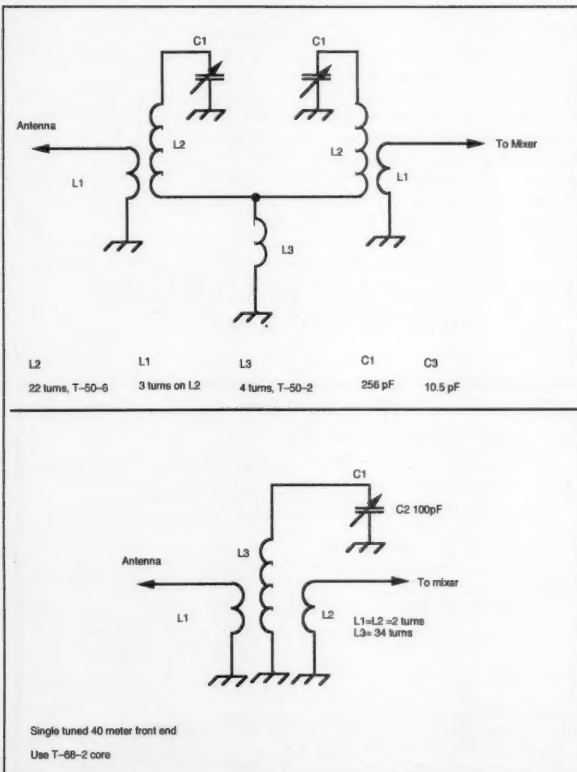 C1 C1
Antenna
L2 L2
To Mixer
L1 L1
L3
L2 L1 L3 C1 C3
22 turns, T-50-6 3 turns on L2 4 turns, T-50-2 256 pF 10.5 pF
C1
C2 100pF
L3
Antenna To mixer
L1 L2
L1=L2 =2 turns
L3= 34 turns
Single tuned 40 meter front end
Use T-68-2 core